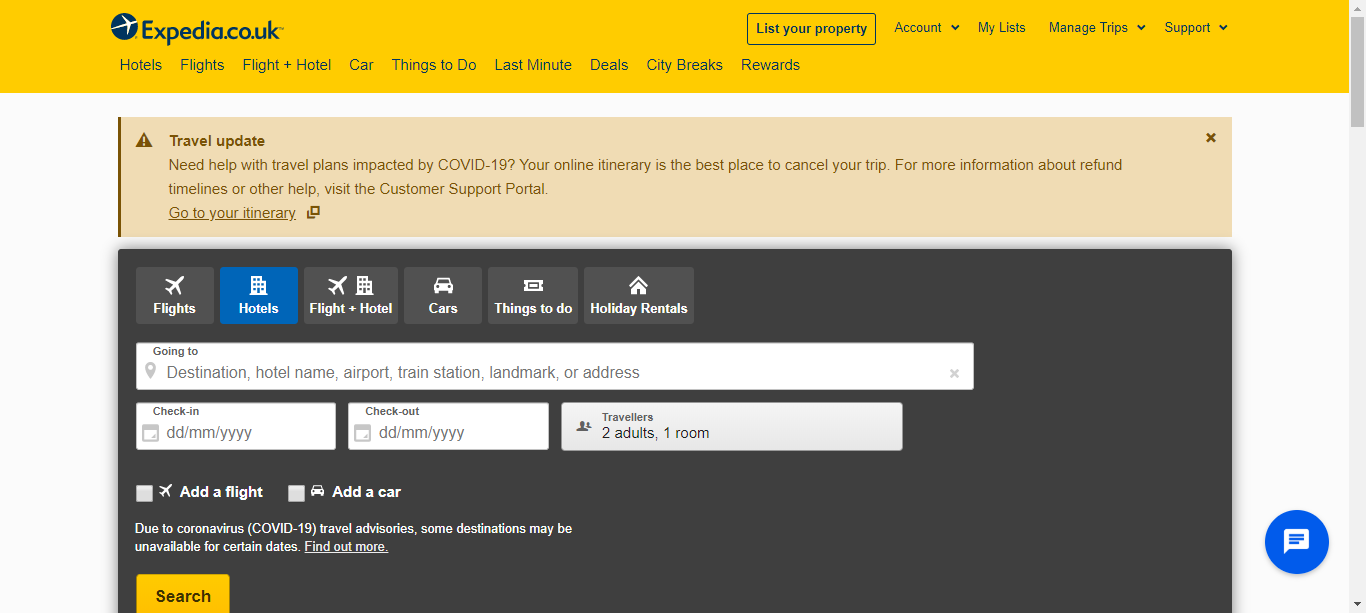 Expedia.co.uk
List your property Account My Lists Manage Trips Support
Hotels Flights Flight + Hotel Car Things to Do Last Minute Deals City Breaks Rewards
Travel update
Need help with travel plans impacted by COVID-19? Your online itinerary is the best place to cancel your trip. For more information about refund
timelines or other help, visit the Customer Support Portal.
Go to your itinerary
Flights Hotels Flight + Hotel Cars Things to do Holiday Rentals
Going to
Destination, hotel name, airport, train station, landmark, or address
Check-in Check-out Travellers
dd/mm/yyyy dd/mm/yyyy 2 adults, 1 room
Add a flight Add a car
Due to coronavirus (COVID-19) travel advisories, some destinations may be
unavailable for certain dates. Find out more.
Search